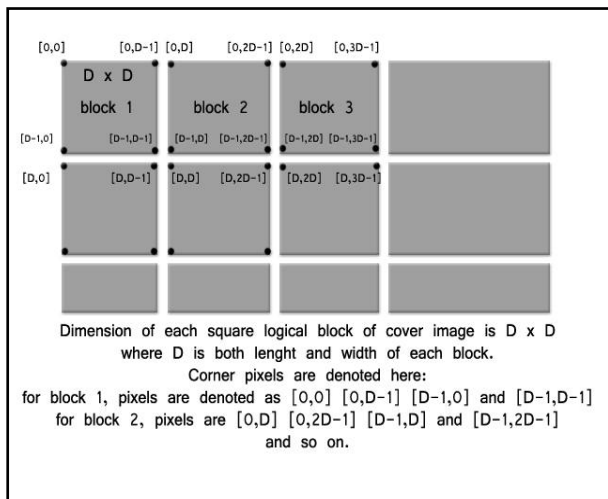 [0,0] [0,D-1] [0,D] [0,2D-1] [0,2D] [0,3D-1]
D x D
block 1 block 2 block 3
[D-1,0] [D-1,D-1] [D-1,D] [D-1,2D-1] [D-1,2D] [D-1,3D-1]
[D,0] [D,D-1] [D,D] [D,2D-1] [D,2D] [D,3D-1]
Dimension of each square logical block of cover image is D x D
where D is both lenght and width of each block.
Corner pixels are denoted here:
for block 1, pixels are denoted as [0,0] [0,D-1] [D-1,0] and [D-1,D-1]
for block 2, pixels are [0,D] [0,2D-1] [D-1,D] and [D-1,2D-1]
and so on.